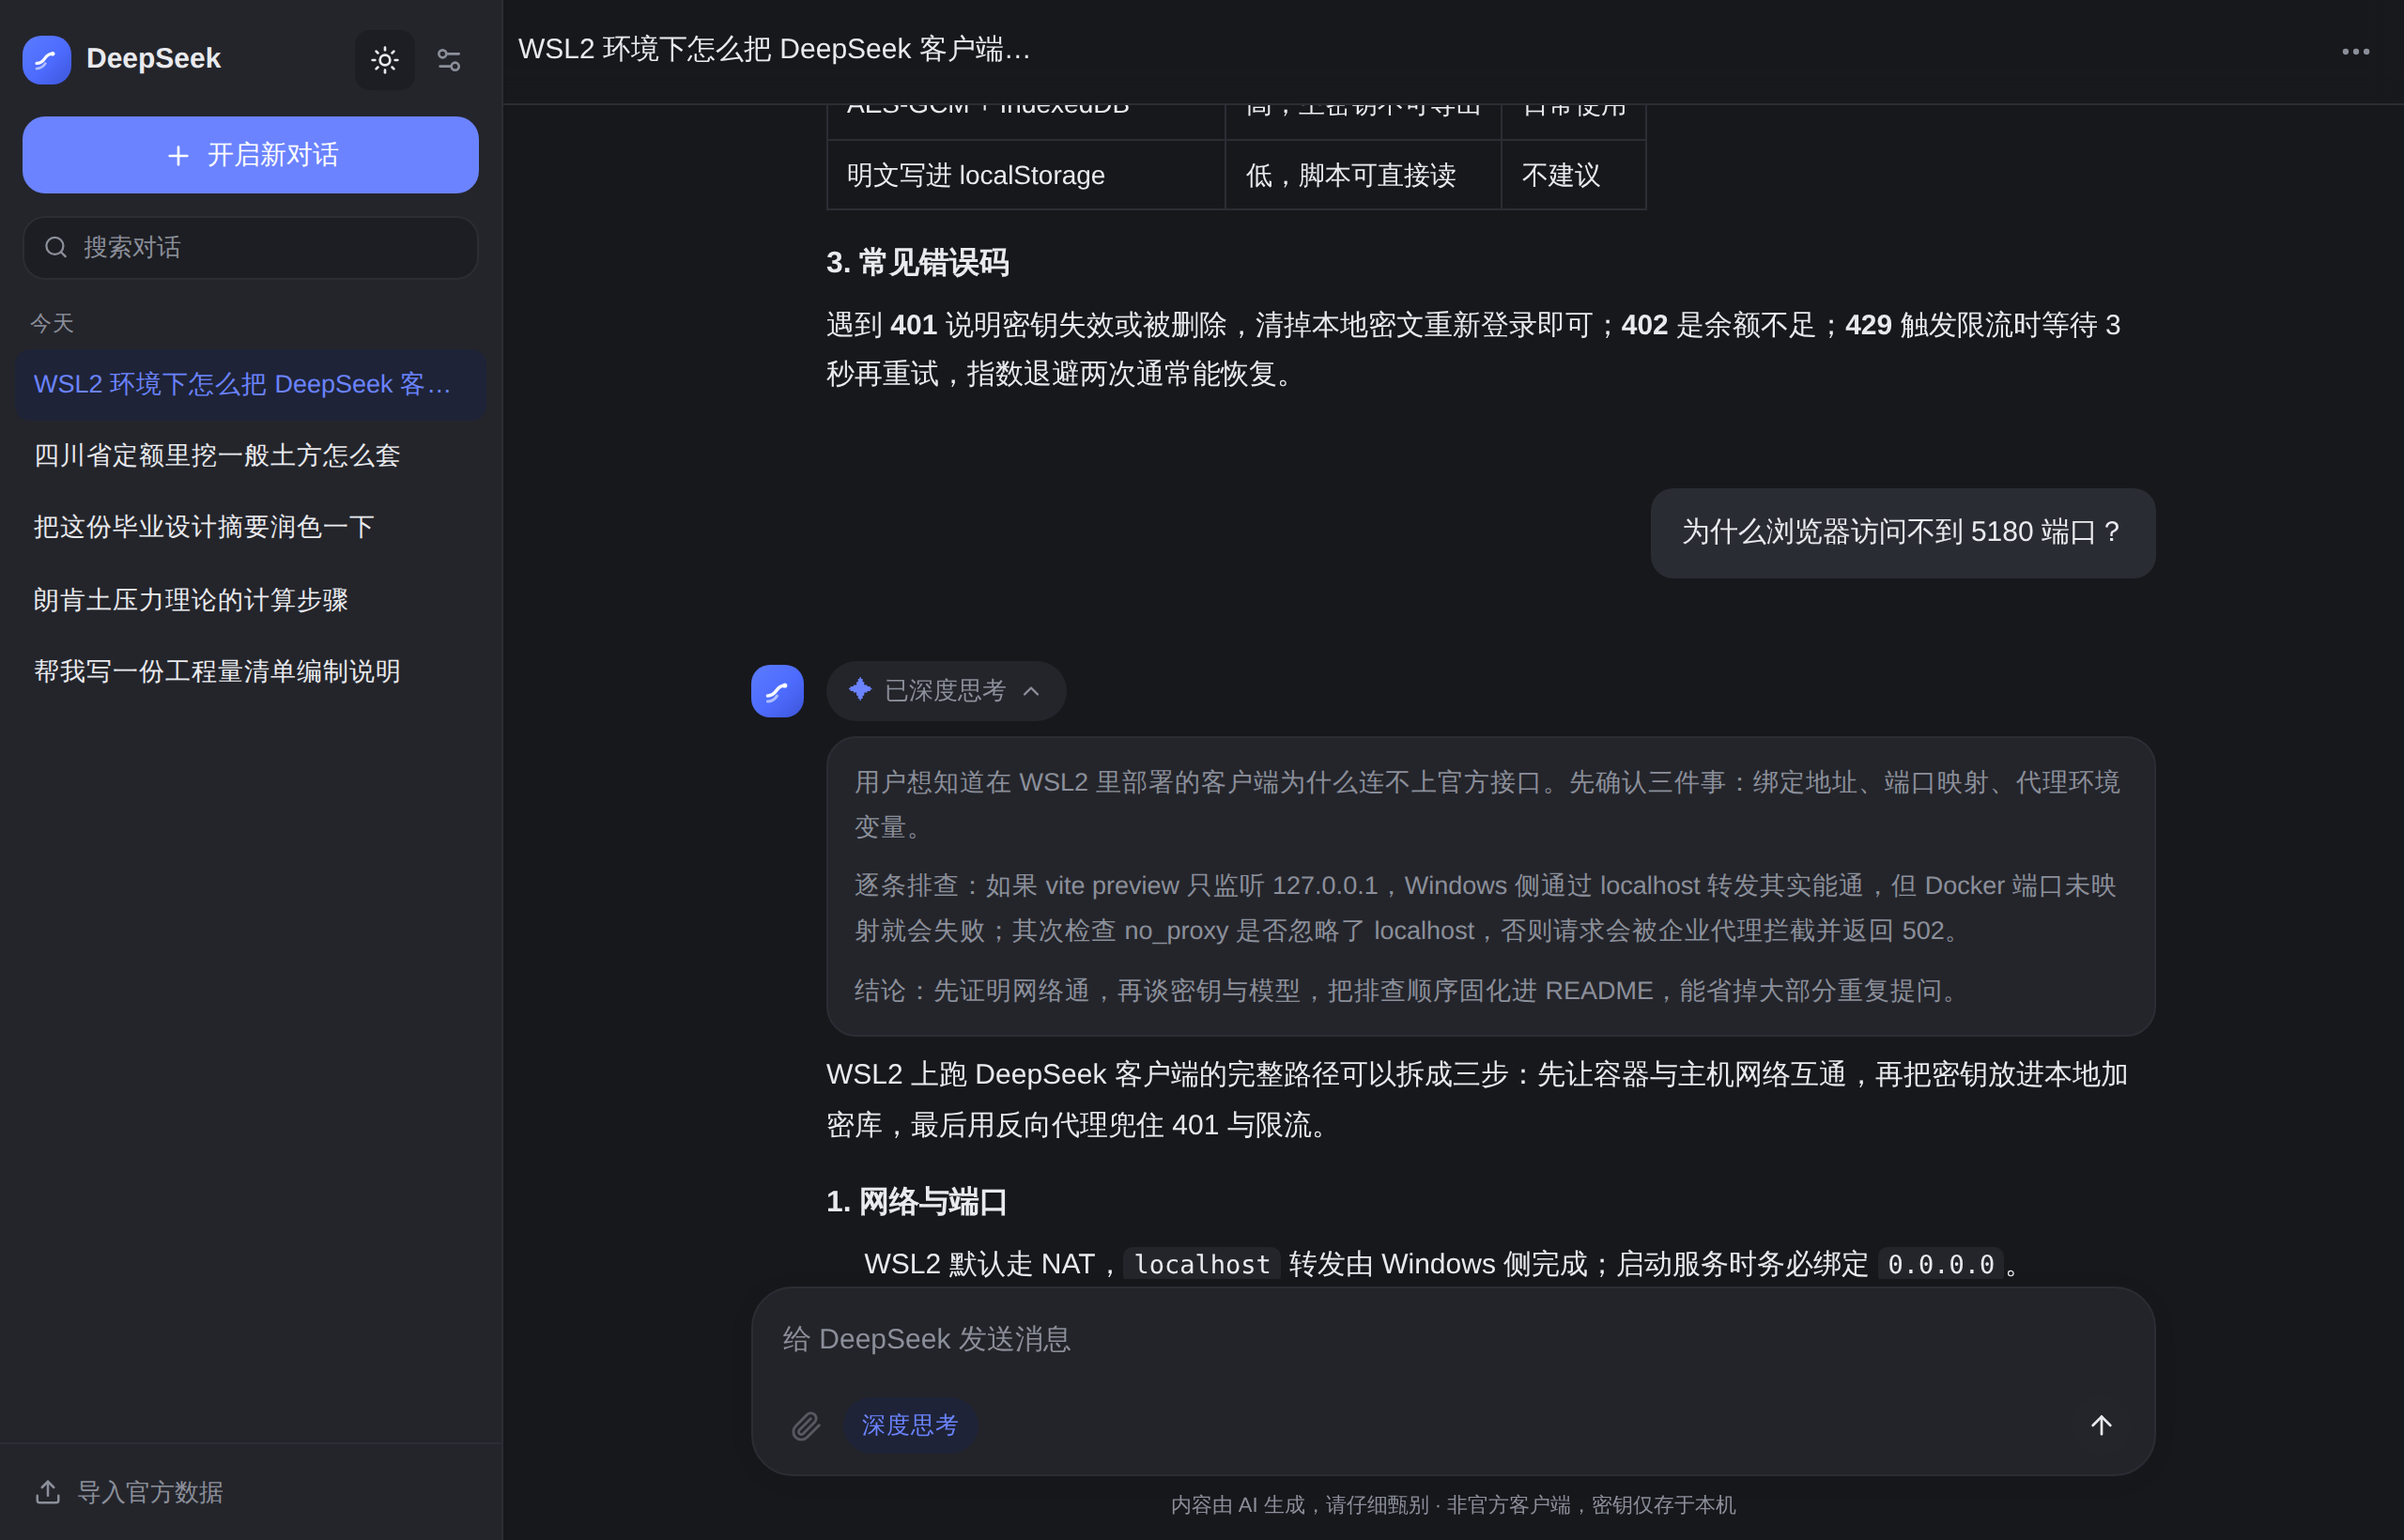 DeepSeek
开启新对话
搜索对话
今天
WSL2 环境下怎么把 DeepSeek 客…
四川省定额里挖一般土方怎么套
把这份毕业设计摘要润色一下
朗肯土压力理论的计算步骤
帮我写一份工程量清单编制说明
导入官方数据
WSL2 环境下怎么把 DeepSeek 客户端…
AES-GCM + IndexedDB 高，主密钥不可导出 日常使用
明文写进 localStorage 低，脚本可直接读 不建议
3. 常见错误码
遇到 401 说明密钥失效或被删除，清掉本地密文重新登录即可；402 是余额不足；429 触发限流时等待 3
秒再重试，指数退避两次通常能恢复。
为什么浏览器访问不到 5180 端口？
已深度思考
用户想知道在 WSL2 里部署的客户端为什么连不上官方接口。先确认三件事：绑定地址、端口映射、代理环境
变量。
逐条排查：如果 vite preview 只监听 127.0.0.1，Windows 侧通过 localhost 转发其实能通，但 Docker 端口未映
射就会失败；其次检查 no_proxy 是否忽略了 localhost，否则请求会被企业代理拦截并返回 502。
结论：先证明网络通，再谈密钥与模型，把排查顺序固化进 README，能省掉大部分重复提问。
WSL2 上跑 DeepSeek 客户端的完整路径可以拆成三步：先让容器与主机网络互通，再把密钥放进本地加
密库，最后用反向代理兜住 401 与限流。
1. 网络与端口
WSL2 默认走 NAT，localhost 转发由 Windows 侧完成；启动服务时务必绑定 0.0.0.0。
给 DeepSeek 发送消息
深度思考
内容由 AI 生成，请仔细甄别 · 非官方客户端，密钥仅存于本机